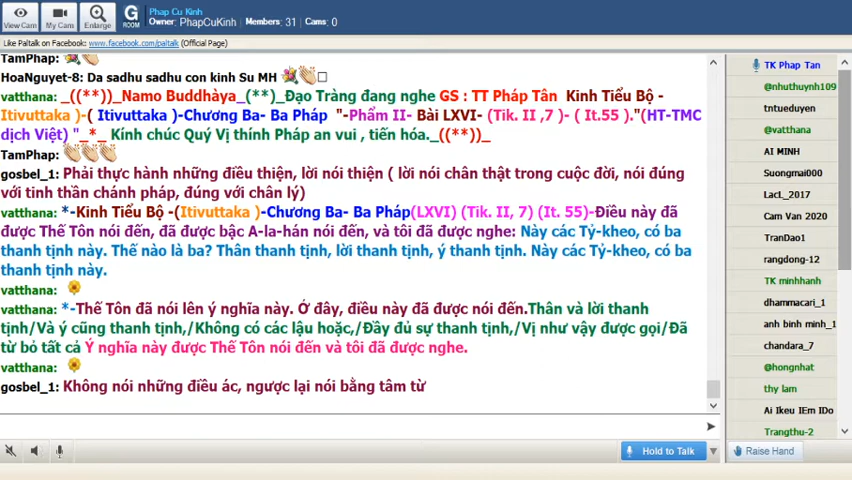 Phap Cu Kinh
Owner: PhapCuKinh Members: 31 Cams: 0
View Cam My Cam Enlarge G ROOM
Like Paltalk on Facebook: www.facebook.com/paltalk (Official Page)
TamPhap:
HoaNguyet-8: Da sadhu sadhu con kinh Su MH
vatthana: _((**))_Namo Buddhàya_(**)_Đạo Tràng đang nghe GS : TT Pháp Tân Kinh Tiểu Bộ -
Itivuttaka )-( Itivuttaka )-Chương Ba- Ba Pháp "-Phẩm II- Bài LXVI- (Tik. II ,7 )- ( It.55 )."(HT-TMC
dịch Việt) "_*_ Kính chúc Quý Vị thính Pháp an vui , tiến hóa._((**))_
TamPhap:
gosbel_1: Phải thực hành những điều thiện, lời nói thiện ( lời nói chân thật trong cuộc đời, nói đúng
với tinh thần chánh pháp, đúng với chân lý)
vatthana: *-Kinh Tiểu Bộ -(Itivuttaka )-Chương Ba- Ba Pháp(LXVI) (Tik. II, 7) (It. 55)-Điều này đã
được Thế Tôn nói đến, đã được bậc A-la-hán nói đến, và tôi đã được nghe: Này các Tỷ-kheo, có ba
thanh tịnh này. Thế nào là ba? Thân thanh tịnh, lời thanh tịnh, ý thanh tịnh. Này các Tỷ-kheo, có ba
thanh tịnh này.
vatthana:
vatthana: *-Thế Tôn đã nói lên ý nghĩa này. Ở đây, điều này đã được nói đến.Thân và lời thanh
tịnh/Và ý cũng thanh tịnh,/Không có các lậu hoặc,/Đầy đủ sự thanh tịnh,/Vị như vậy được gọi/Đã
từ bỏ tất cả Ý nghĩa này được Thế Tôn nói đến và tôi đã được nghe.
vatthana:
gosbel_1: Không nói những điều ác, ngược lại nói bằng tâm từ
TK Phap Tan
@nhuthuynh109
tntueduyen
@vatthana
AI MINH
Suongmai000
LacL_2017
Cam Van 2020
TranDao1
rangdong-12
TK minhhanh
dhammacari_1
anh binh minh_1
chandara_7
@hongnhat
thy lam
Ai Ikeu IEm IDo
Trangthu-2
Hold to Talk
Raise Hand